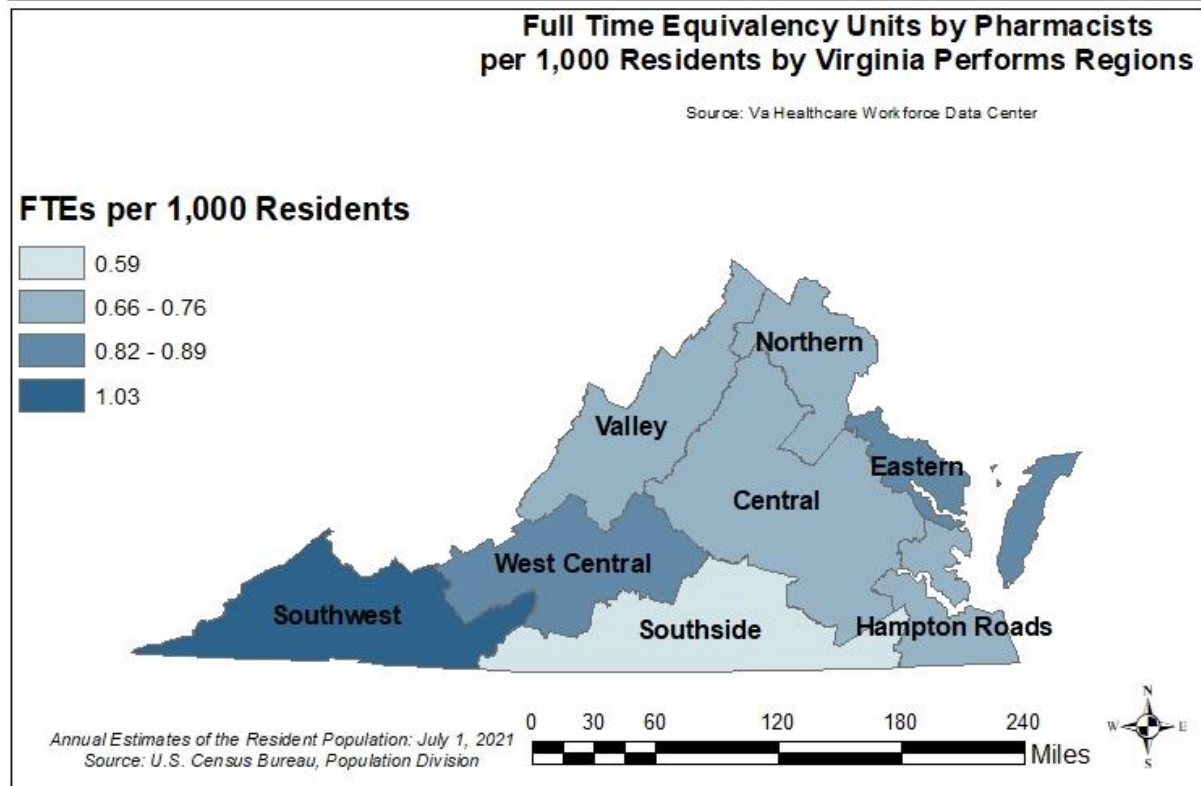 Full Time Equivalency Units by Pharmacists
per 1,000 Residents by Virginia Performs Regions
Source: Va Healthcare Workforce Data Center
FTEs per 1,000 Residents
0.59
0.66 - 0.76
0.82 - 0.89
1.03
Northern
Valley
Eastern
Central
West Central
Southwest
Southside
Hampton Roads
Annual Estimates of the Resident Population: July 1, 2021
Source: U.S. Census Bureau, Population Division
0 30 60 120 180 240
Miles
N
W E
S